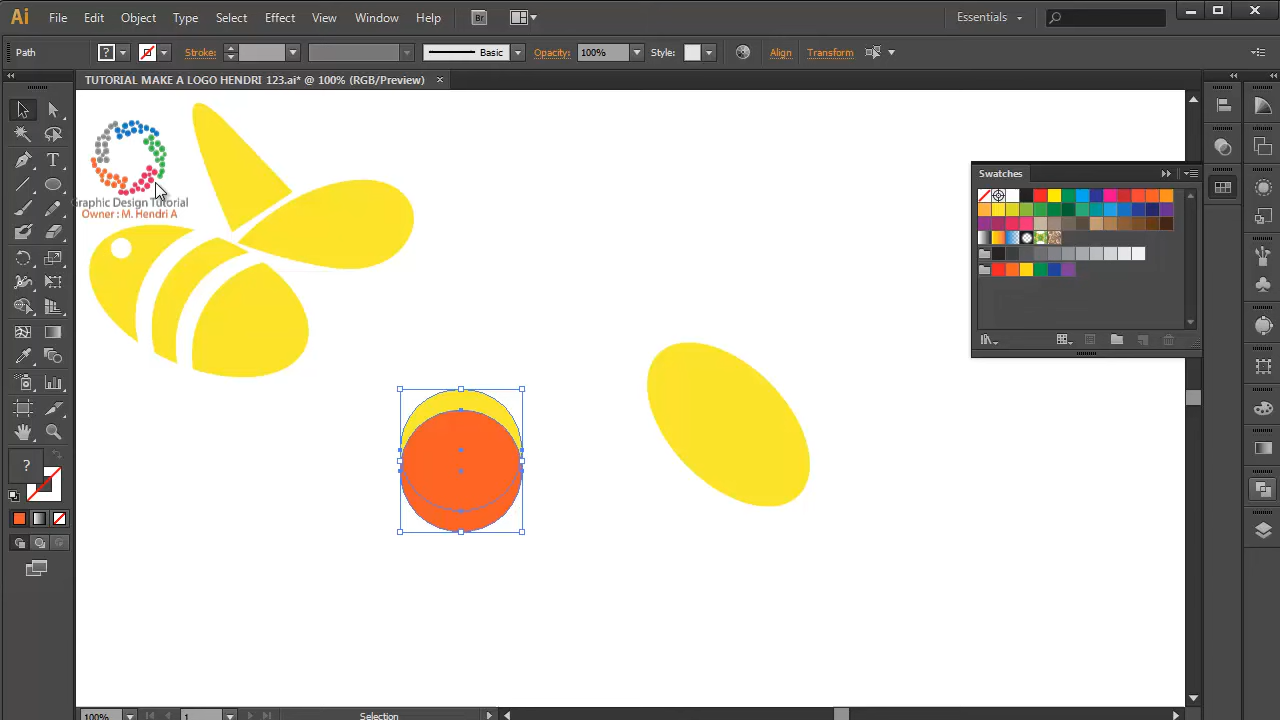 Ai File Edit Object Type Select Effect View Window Help Br Essentials
Path ? Stroke: Basic Opacity: 100% Style: Align Transform
TUTORIAL MAKE A LOGO HENDRI 123.ai* @ 100% (RGB/Preview) ×
T
Graphic Design Tutorial
Owner : M. Hendri A
Swatches
?
100% 1 Selection